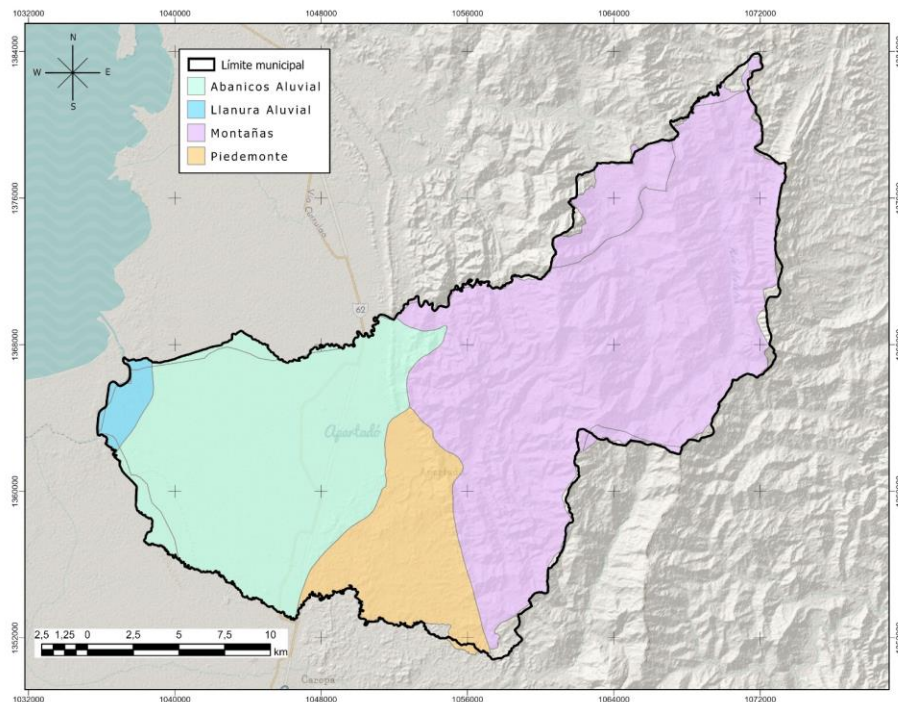 1032000 1040000 1048000 1056000 1064000 1072000
1384000
N
W E
S
Límite municipal
Abanicos Aluvial
Llanura Aluvial
Montañas
Piedemonte
1376000 1376000
62
1368000
Apartadó
1360000
1352000
2,5 1,25 0 2,5 5 7,5 10
km
Carepa
1032000 1040000 1048000 1056000 1064000 1072000